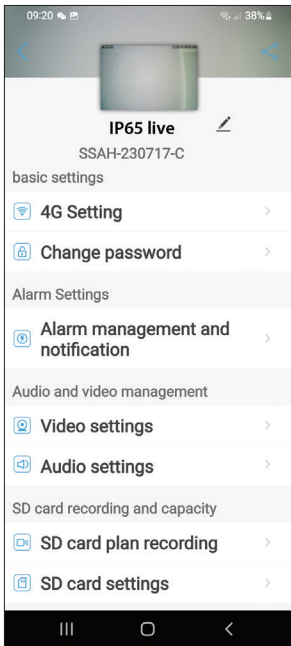 09:20
38%
IP65 live
SSAH-230717-C
basic settings
4G Setting
Change password
Alarm Settings
Alarm management and
notification
Audio and video management
Video settings
Audio settings
SD card recording and capacity
SD card plan recording
SD card settings